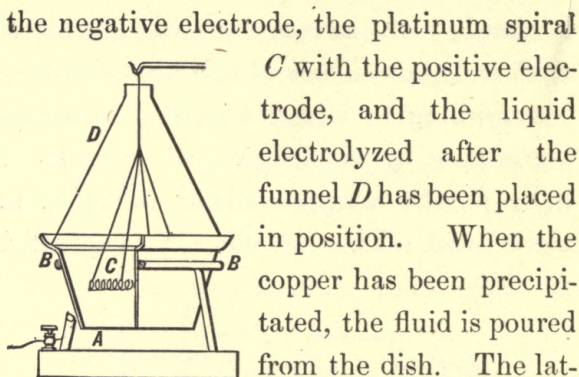 the negative electrode, the platinum spiral
C with the positive elec-
trode, and the liquid
electrolyzed after the
funnel D has been placed
in position. When the
copper has been precipi-
tated, the fluid is poured
from the dish. The lat-
D
B
C
B
A